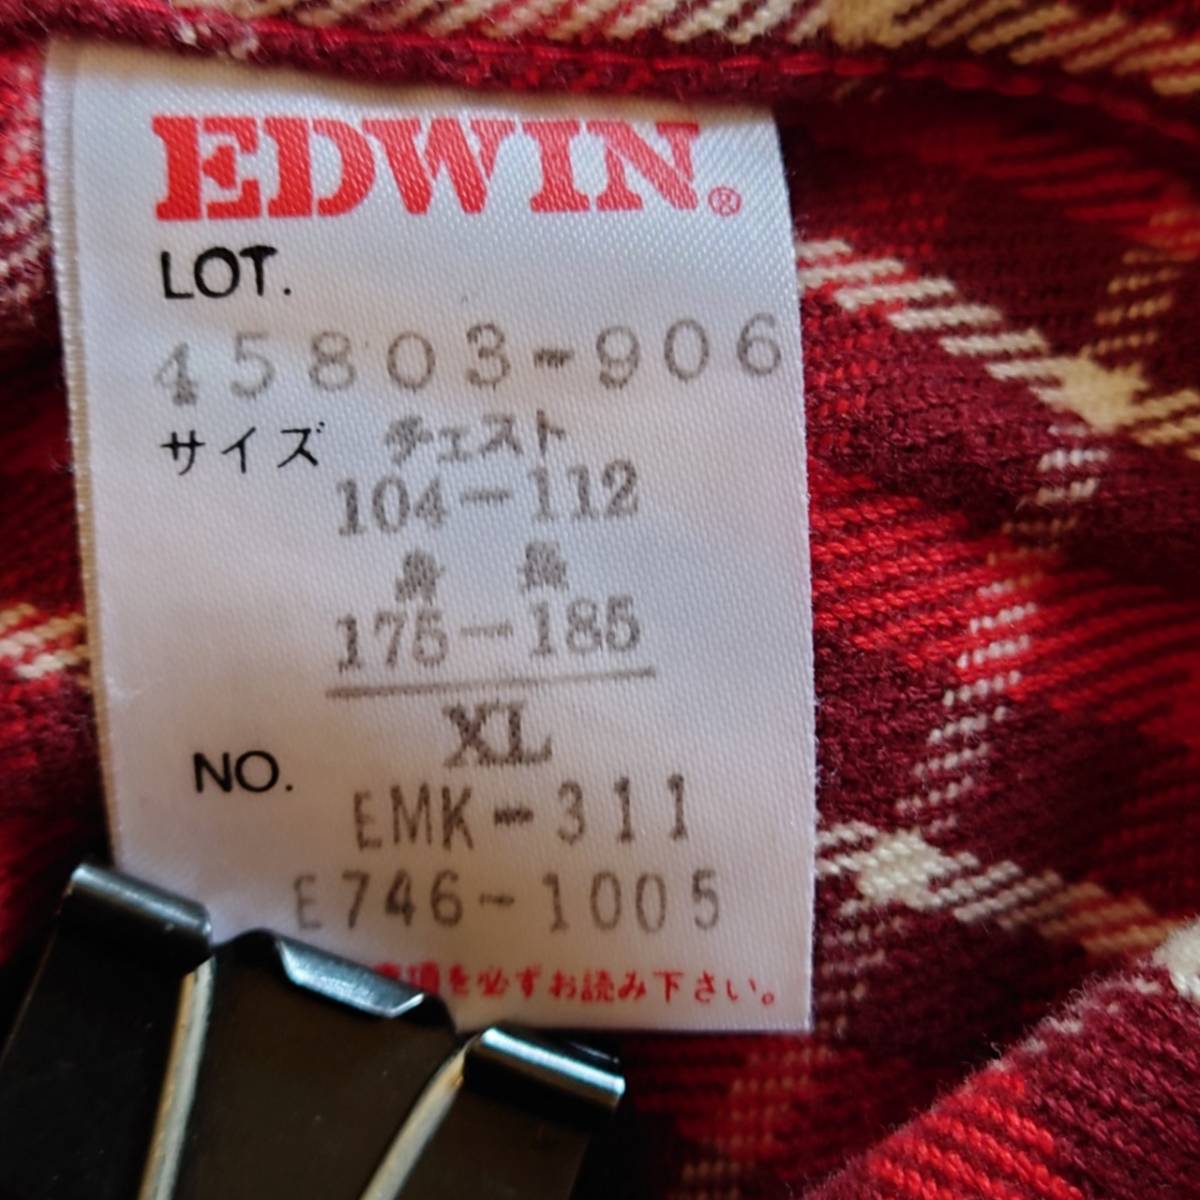 EDWIN®
LOT.
45803-906
サイズ チェスト
104-112
身長
175-185
XL
NO.
EMK-311
E746-1005
項を必ずお読み下さい。